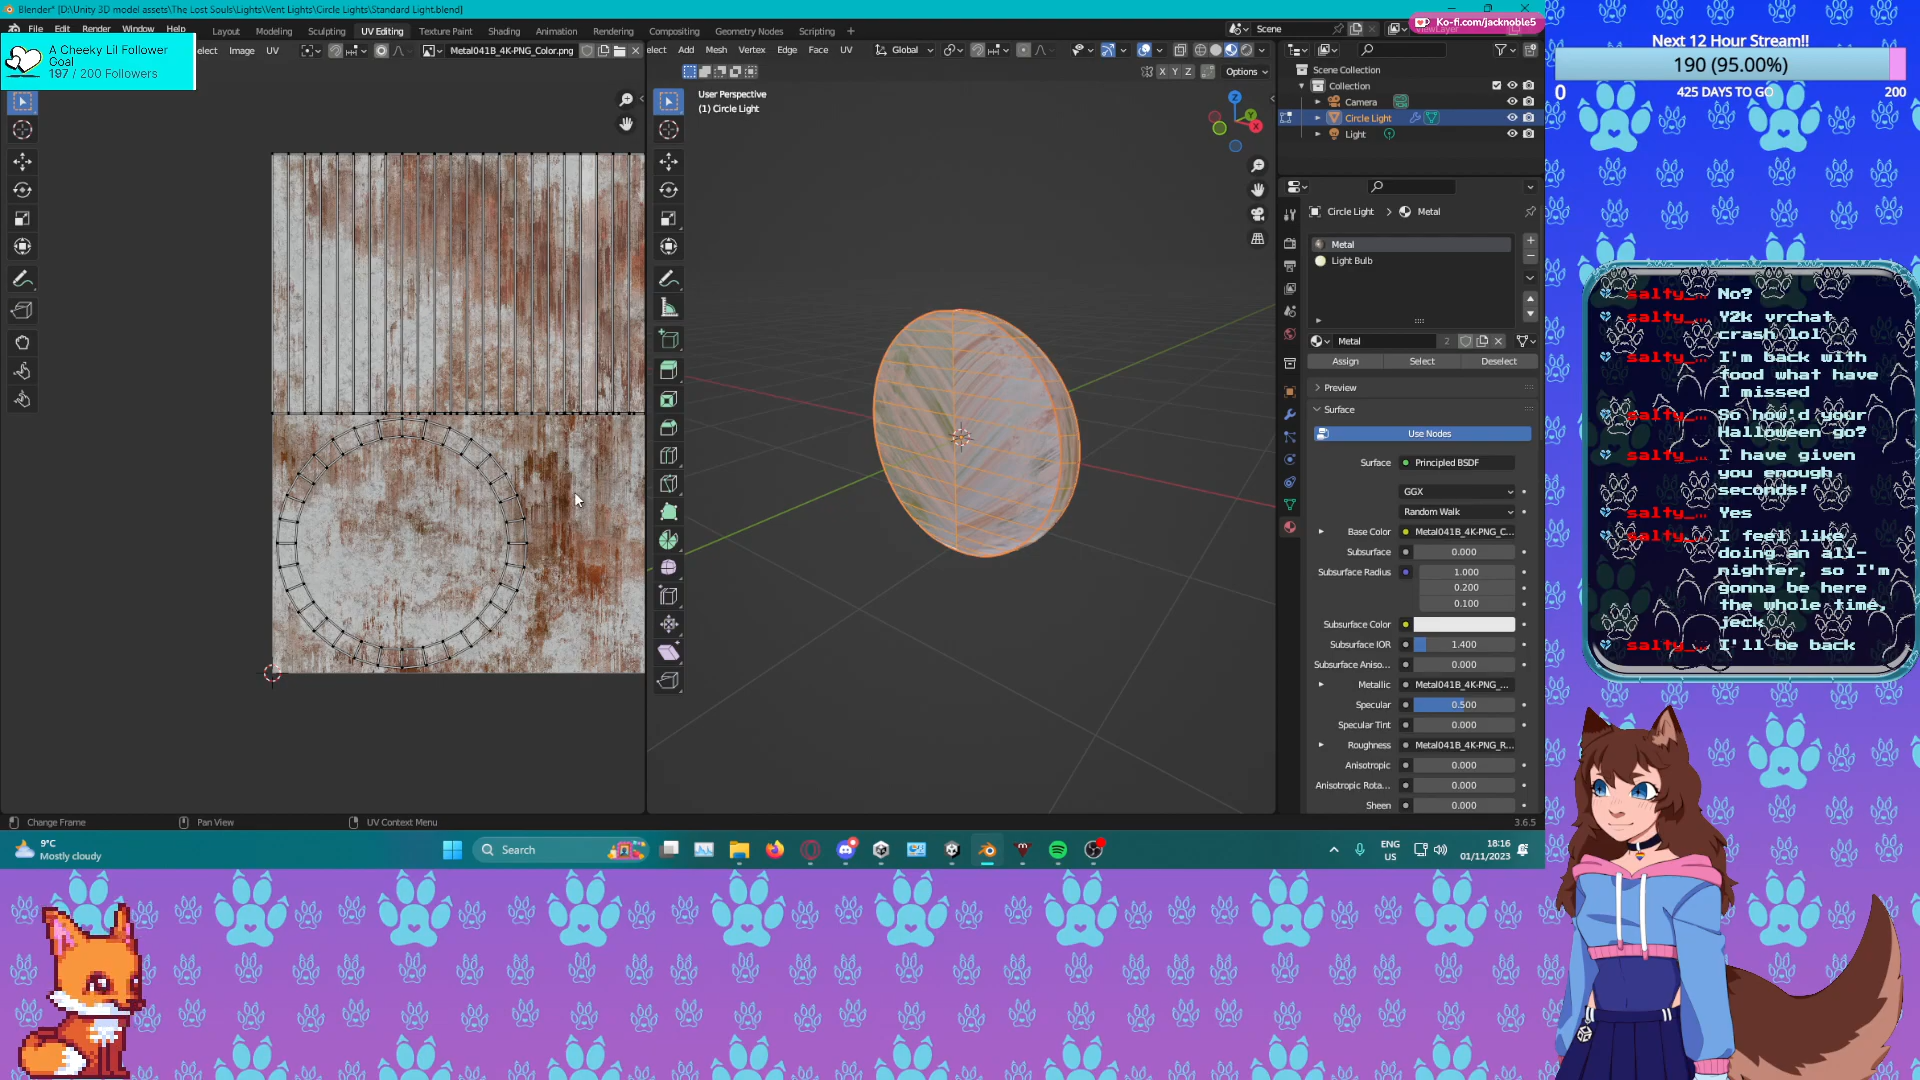 Blender* [D:\Unity 3D model assets\The Lost Souls\Lights\Vent Lights\Circle Lights\Standard Light.blend]
Ko-fi.com/jacknoble5
File Edit Render Window Help Layout Modeling Sculpting UV Editing Texture Paint Shading Animation Rendering Compositing Geometry Nodes Scripting
Scene
A Cheeky Lil Follower
Goal
197 / 200 Followers
Image UV
Metal041B_4K-PNG_Color.png
Add Mesh Vertex Edge Face UV
Global
X Y Z
Options
User Perspective
(1) Circle Light
Scene Collection
Collection
Camera
Circle Light
Light
Circle Light
Metal
Metal
Light Bulb
Metal
2
Assign
Select
Deselect
Preview
Surface
Use Nodes
Surface Principled BSDF
GGX
Random Walk
Base Color Metal041B_4K-PNG_C...
Subsurface 0.000
Subsurface Radius 1.000
0.200
0.100
Subsurface Color
Subsurface IOR 1.400
Subsurface Aniso... 0.000
Metallic Metal041B_4K-PNG_...
Specular 0.500
Specular Tint 0.000
Roughness Metal041B_4K-PNG_R...
Anisotropic 0.000
Anisotropic Rota... 0.000
Sheen 0.000
Change Frame
Pan View
UV Context Menu
3.6.5
9°C
Mostly cloudy
Search
ENG
US
18:16
01/11/2023
Next 12 Hour Stream!!
190 (95.00%)
0
425 DAYS TO GO
200
salty_... No?
salty_... Y2k vrchat
crash lol
salty_... I'm back with
food what have
I missed
salty_... So how'd your
Halloween go?
salty_... I have given
you enough
seconds!
salty_... Yes
salty_... I feel like
doing an all-
nighter, so I'm
gonna be here
the whole time,
jeck
salty_... I'll be back